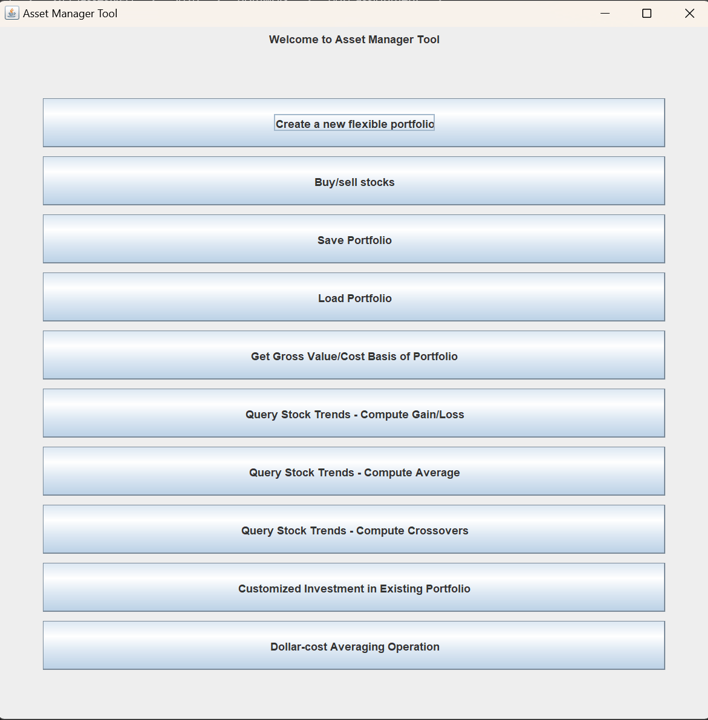 Asset Manager Tool
Welcome to Asset Manager Tool
Create a new flexible portfolio
Buy/sell stocks
Save Portfolio
Load Portfolio
Get Gross Value/Cost Basis of Portfolio
Query Stock Trends - Compute Gain/Loss
Query Stock Trends - Compute Average
Query Stock Trends - Compute Crossovers
Customized Investment in Existing Portfolio
Dollar-cost Averaging Operation